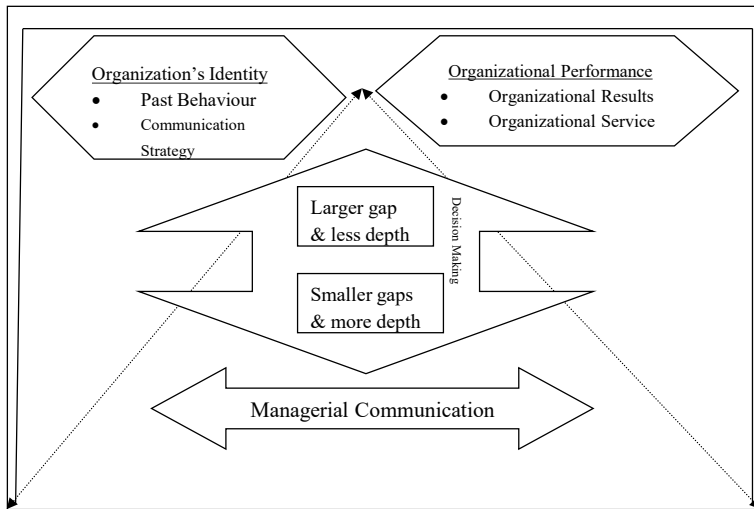 Organization’s Identity
• Past Behaviour
• Communication
Strategy
Organizational Performance
• Organizational Results
• Organizational Service
Larger gap
& less depth
Decision Making
Smaller gaps
& more depth
Managerial Communication